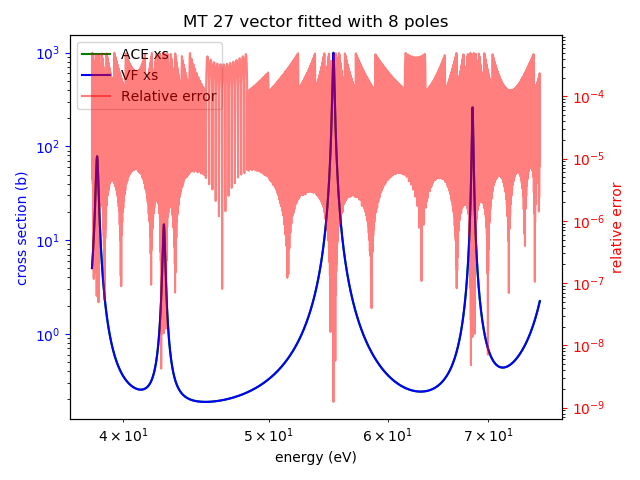 MT 27 vector fitted with 8 poles
ACE xs
VF xs
Relative error
10³
10²
10¹
10⁰
cross section (b)
10⁻⁴
10⁻⁵
10⁻⁶
10⁻⁷
10⁻⁸
10⁻⁹
relative error
4 × 10¹
5 × 10¹
6 × 10¹
7 × 10¹
energy (eV)